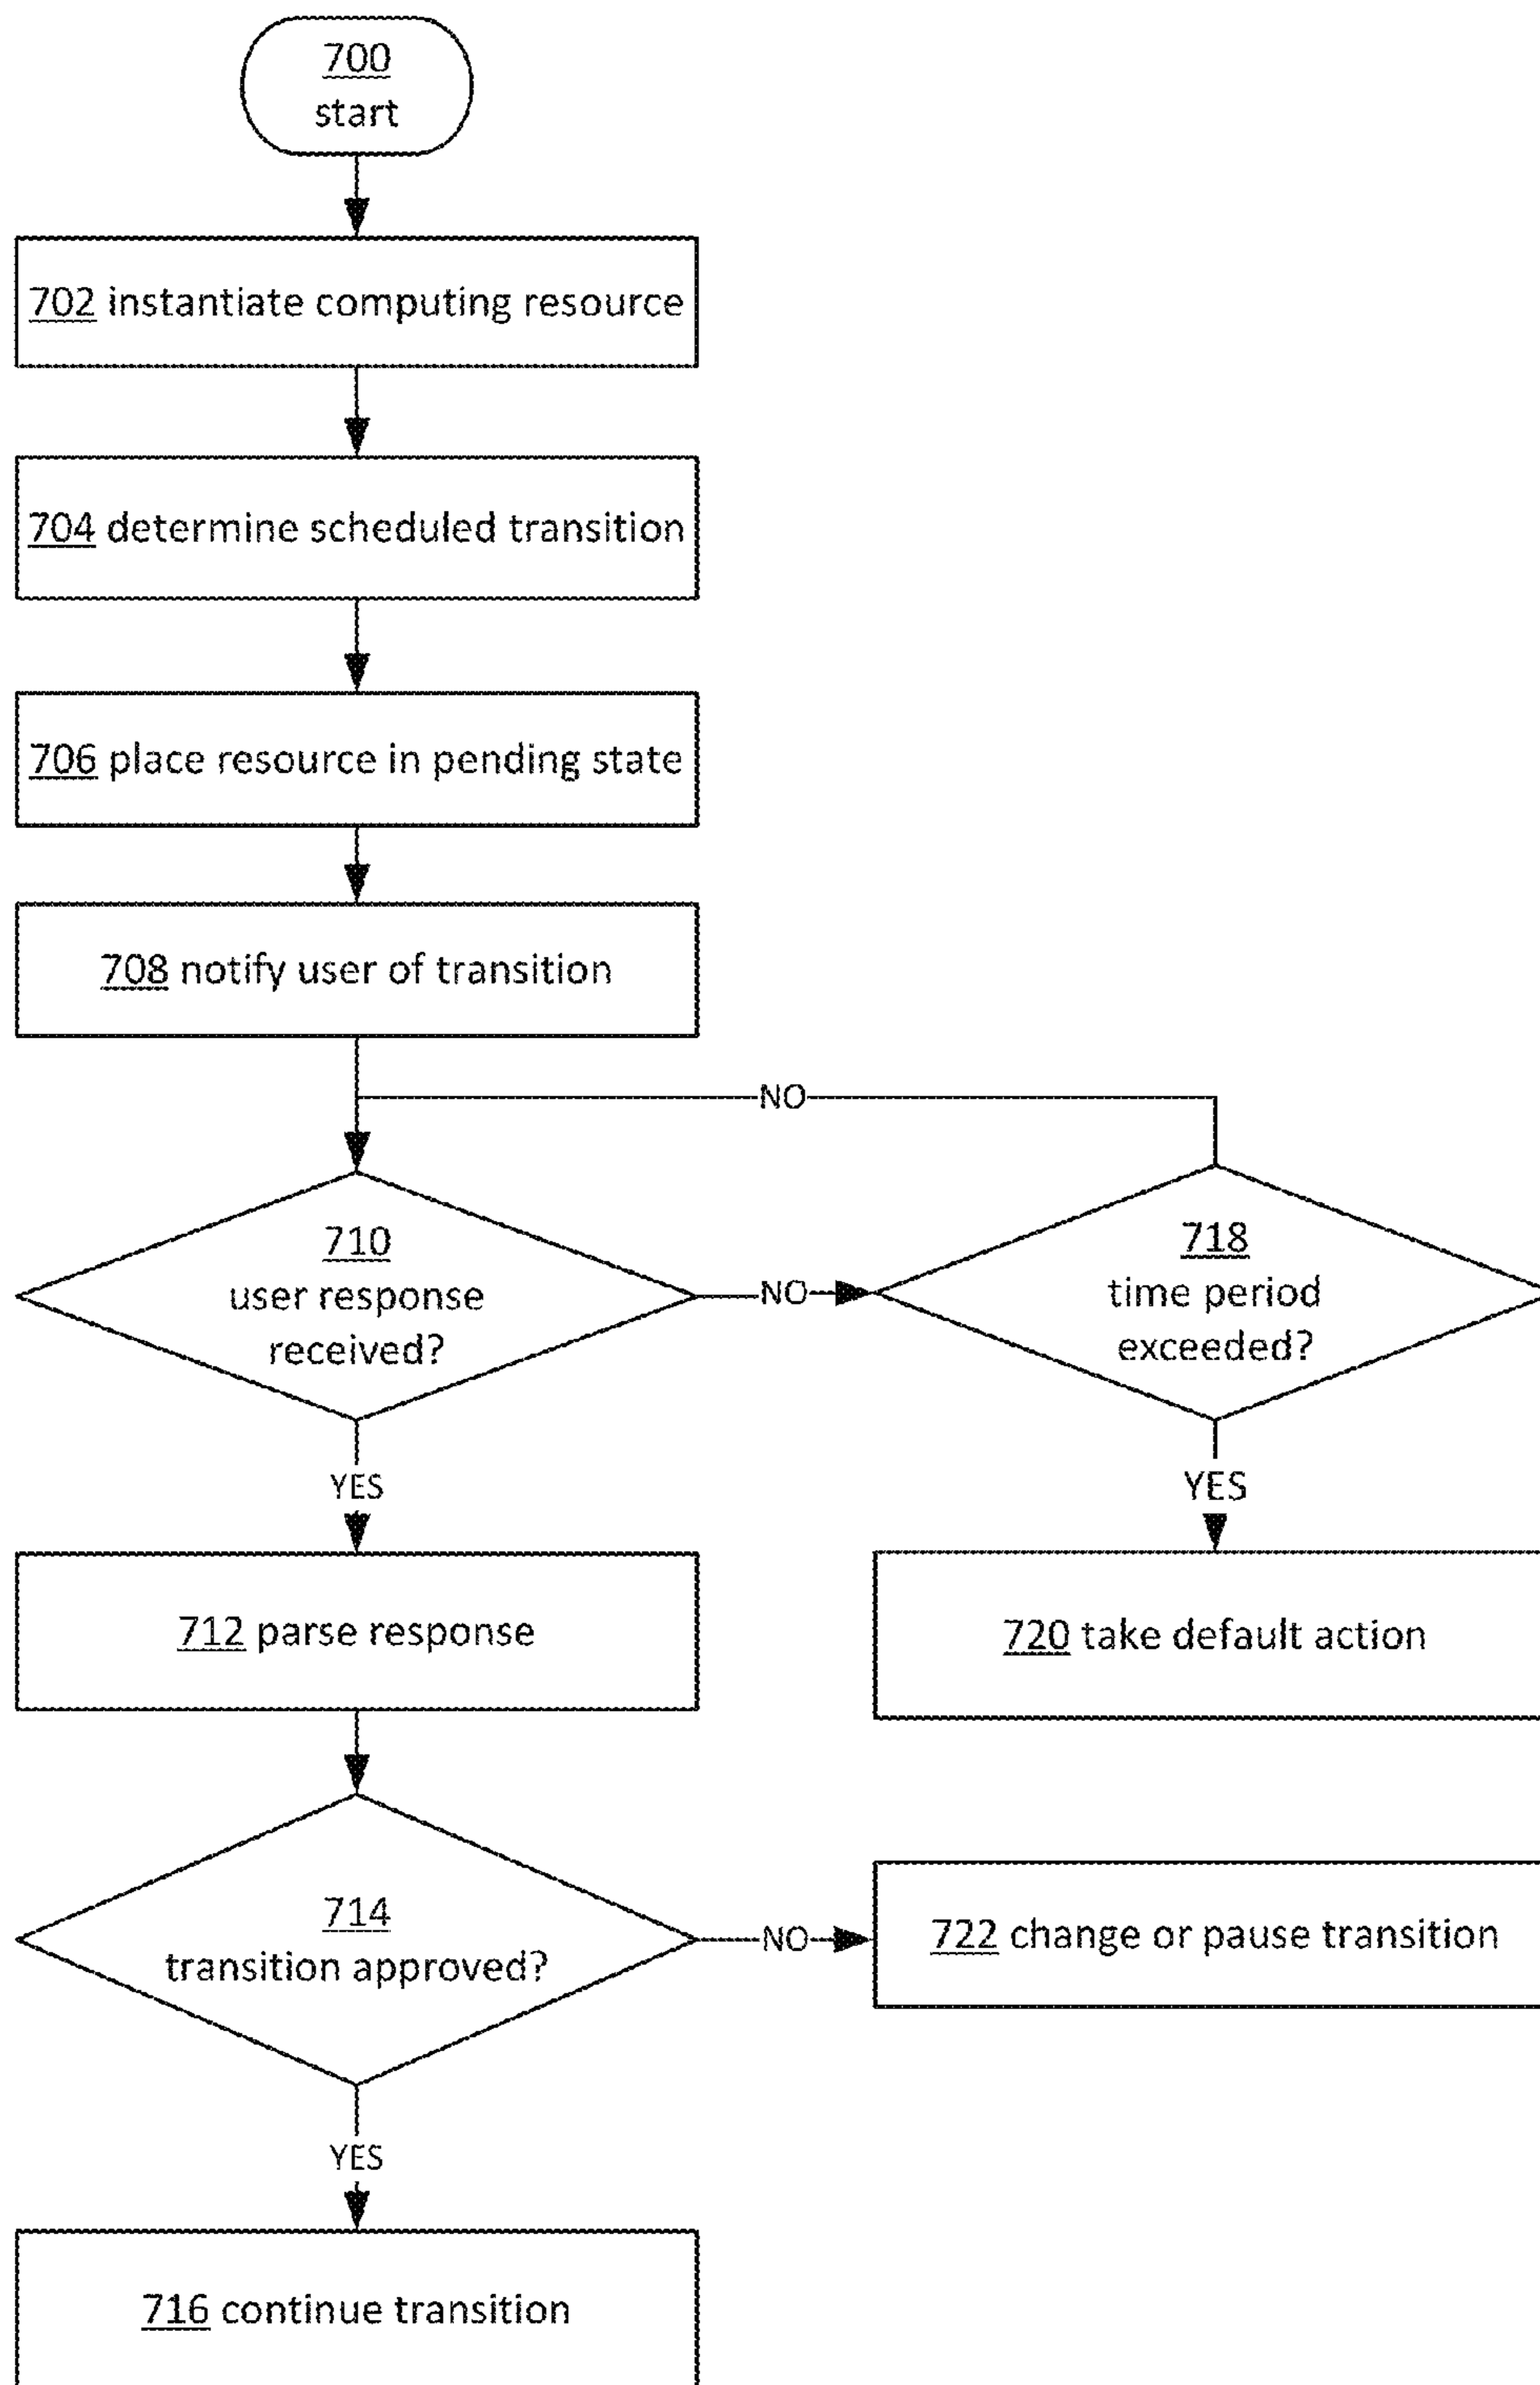 700
start
702 instantiate computing resource
704 determine scheduled transition
706 place resource in pending state
708 notify user of transition
NO
710
user response
received?
NO
718
time period
exceeded?
YES
YES
712 parse response
720 take default action
714
transition approved?
NO
722 change or pause transition
YES
716 continue transition